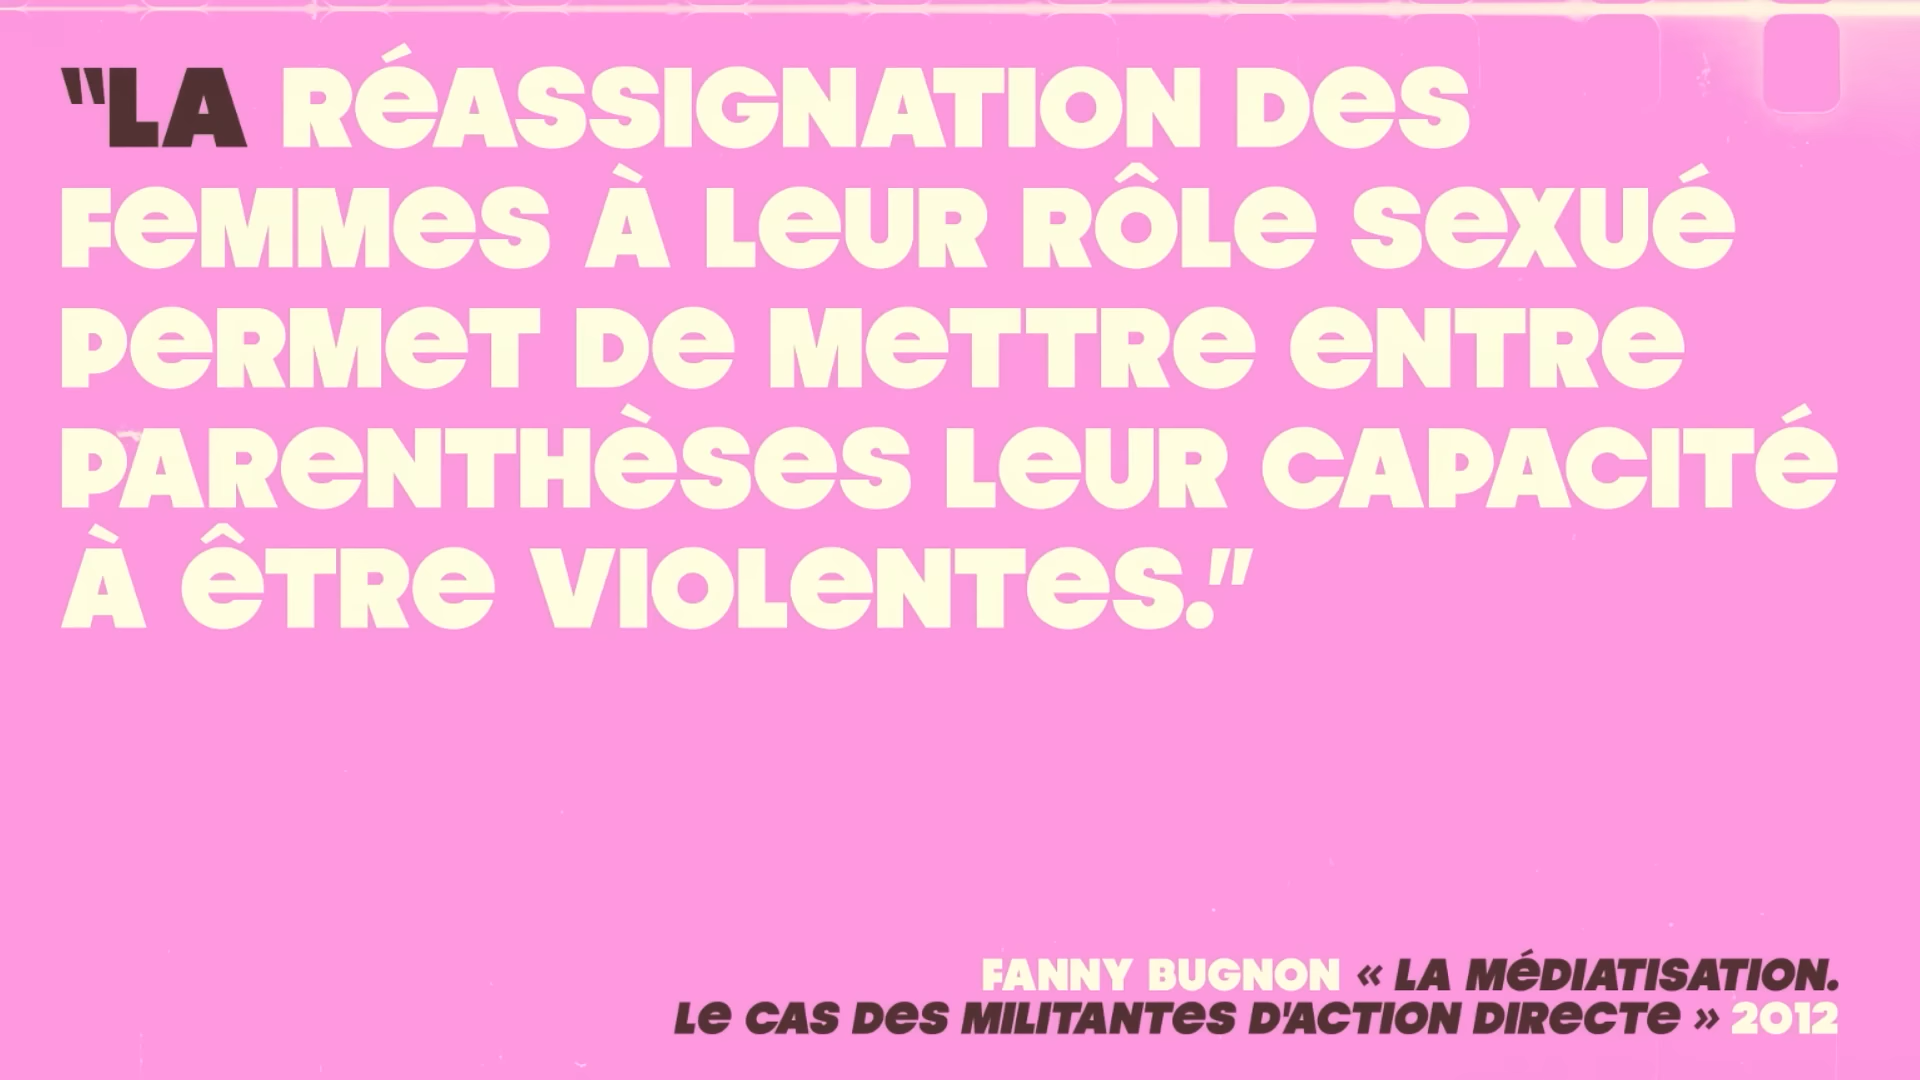 "LA RéASSIGNATION Des
FeMMes À LeUR RÔLe sexué
PeRMeT De MeTTRe eNTRe
PAReNTHèses LeUR CAPACITé
À êTRe VIOLeNTes."
FANNY BUGNON « LA MéDIATISATION.
Le CAS Des MILITANTes D'ACTION DIReCTe » 2012